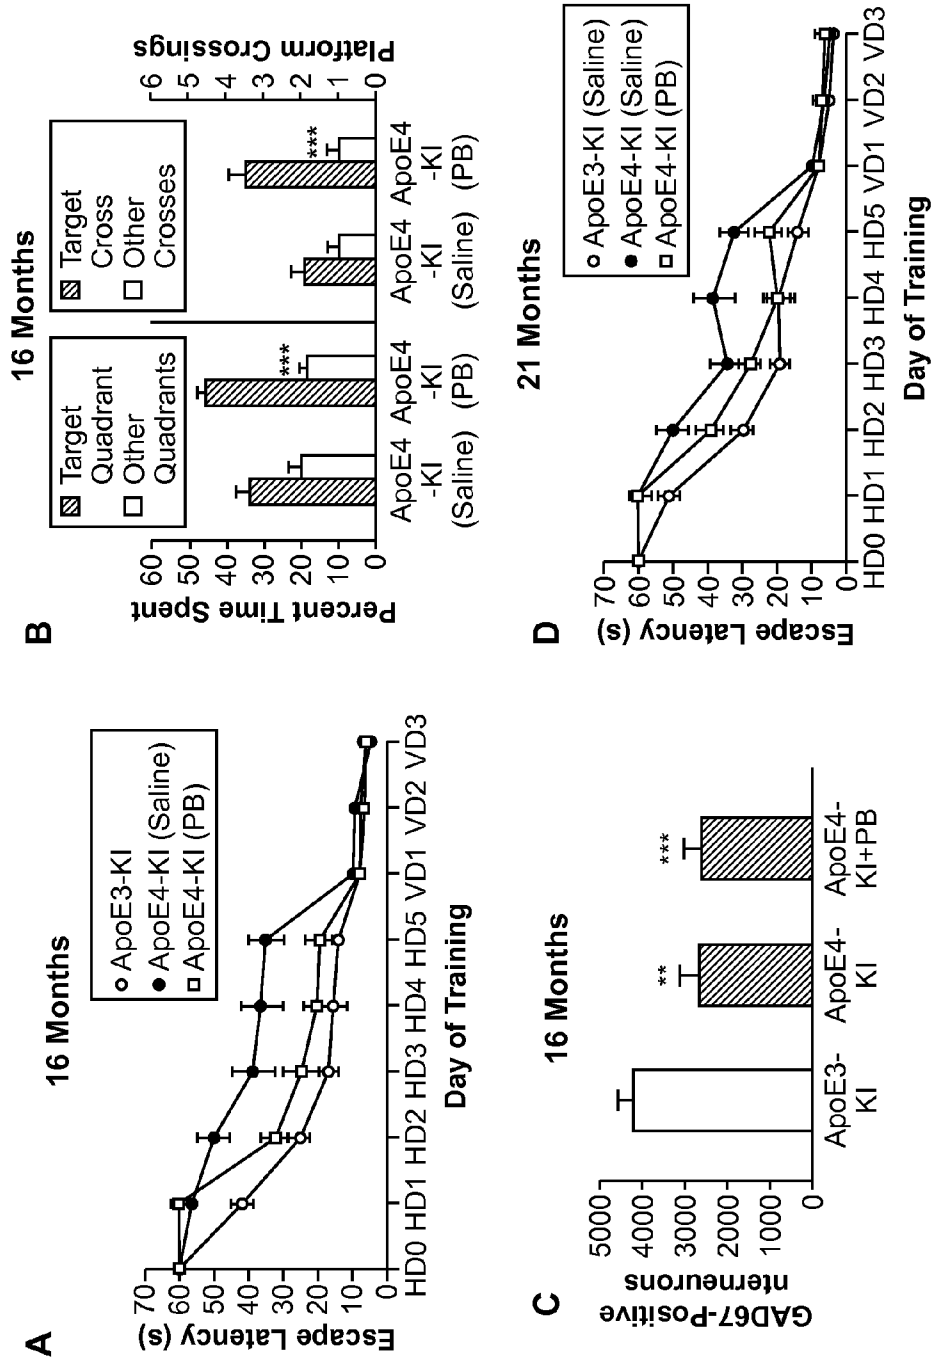 A
16 Months
ApoE3-KI
ApoE4-KI (Saline)
ApoE4-KI (PB)
Escape Latency (s)
70
60
50
40
30
20
10
0
HD0 HD1 HD2 HD3 HD4 HD5 VD1 VD2 VD3
Day of Training
B
16 Months
Target
Quadrant
Other
Quadrants
Target
Cross
Other
Crosses
Percent Time Spent
60
50
40
30
20
10
0
Platform Crossings
6
5
4
3
2
1
0
***
***
ApoE4 ApoE4 ApoE4 ApoE4
-KI -KI -KI -KI
(Saline) (PB) (Saline) (PB)
C
16 Months
GAD67-Positive
nterneurons
5000
4000
3000
2000
1000
0
**
***
ApoE3- ApoE4- ApoE4-
KI KI KI+PB
D
21 Months
ApoE3-KI (Saline)
ApoE4-KI (Saline)
ApoE4-KI (PB)
Escape Latency (s)
70
60
50
40
30
20
10
0
HD0 HD1 HD2 HD3 HD4 HD5 VD1 VD2 VD3
Day of Training